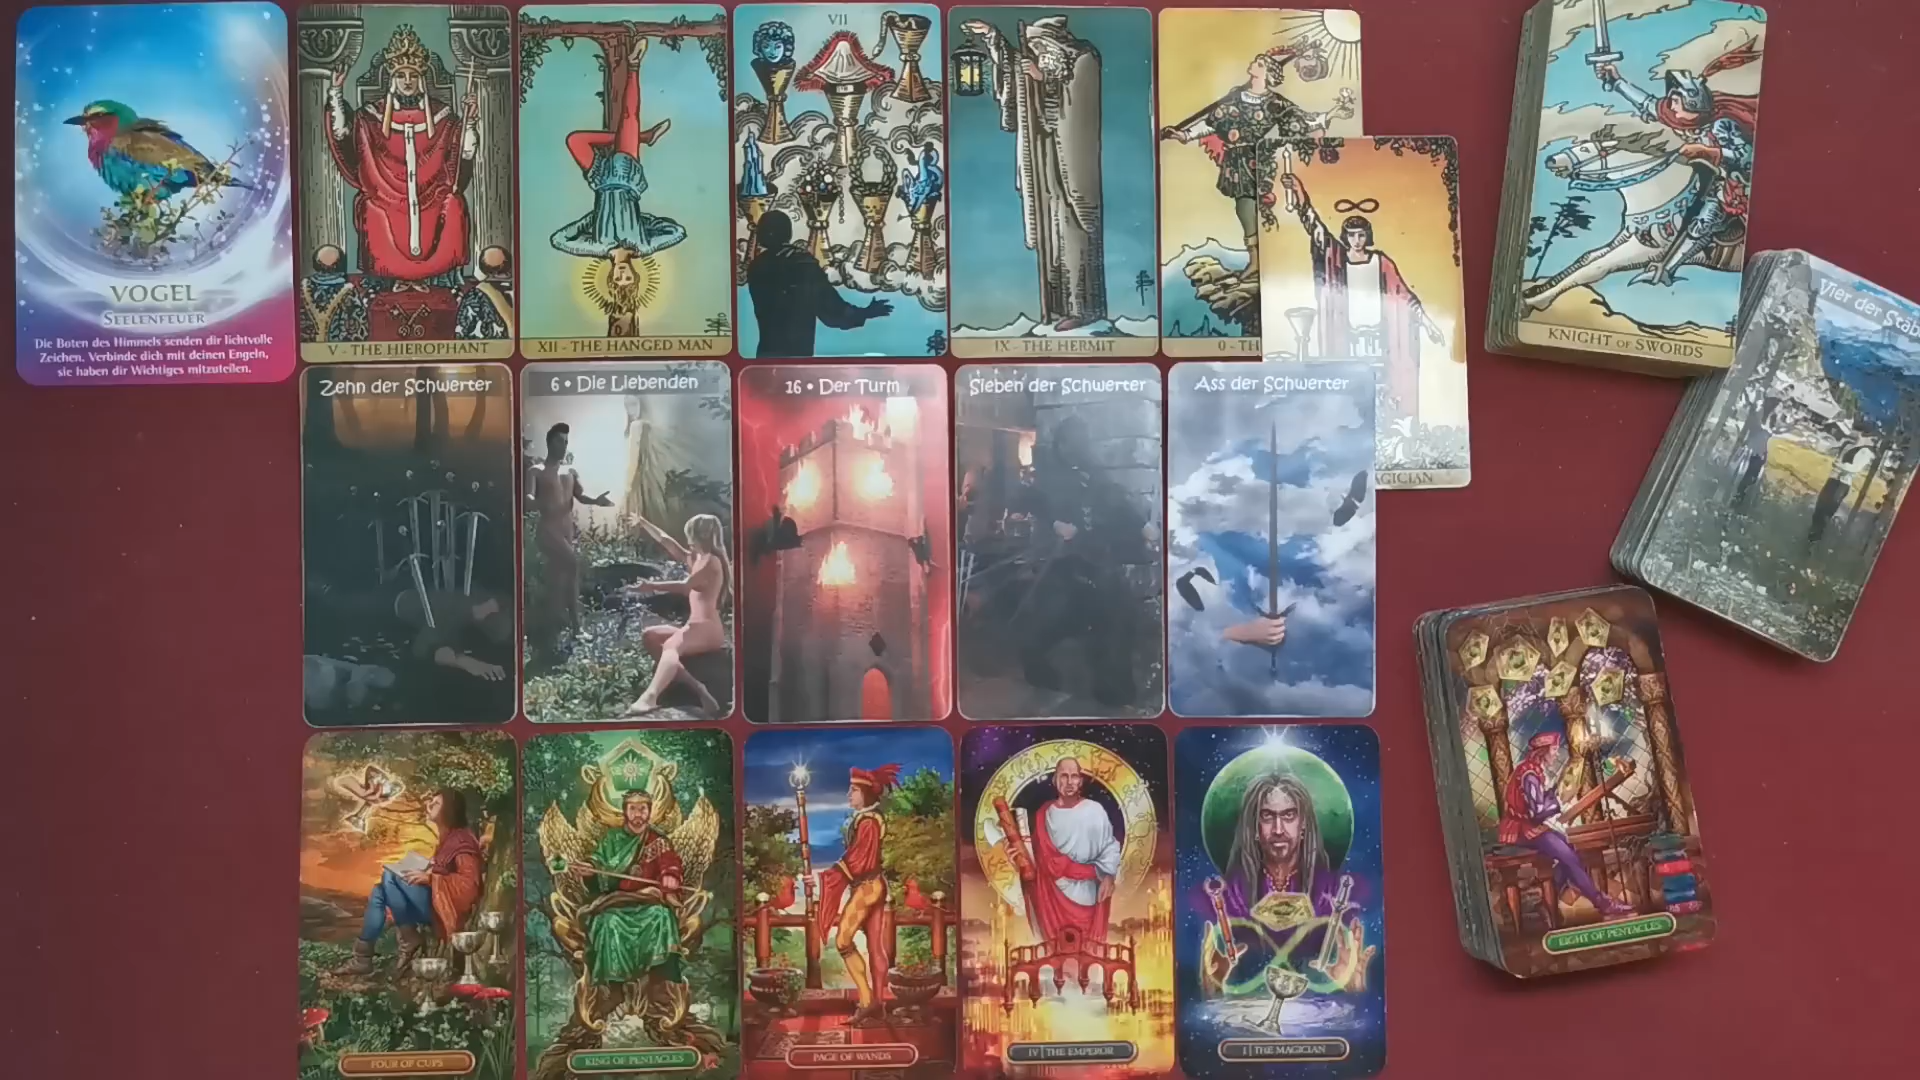 VOGEL
SEELENFEUER
Die Boten des Himmels senden dir lichtvolle
Zeichen. Verbinde dich mit deinen Engeln,
sie haben dir Wichtiges mitzuteilen.
V - THE HIEROPHANT
XII - THE HANGED MAN
VII
IX - THE HERMIT
0 - TH
AGICIAN
KNIGHT OF SWORDS
Vier der Stäb
Zehn der Schwerter
6 • Die Liebenden
16 • Der Turm
Sieben der Schwerter
Ass der Schwerter
EIGHT OF PENTACLES
FOUR OF CUPS
KING OF PENTACLES
PAGE OF WANDS
IV | THE EMPEROR
I | THE MAGICIAN